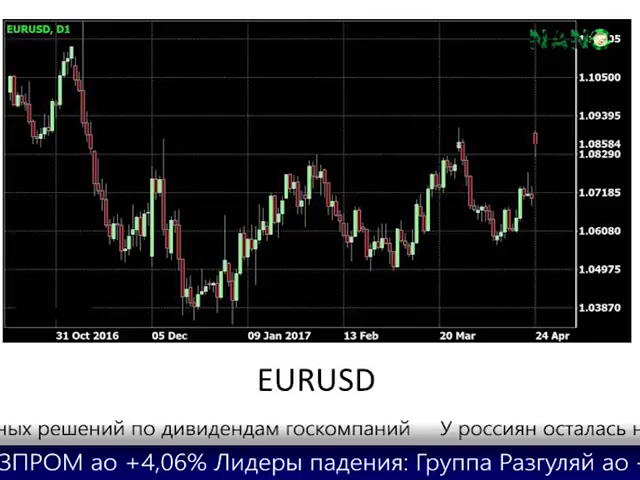 EURUSD, D1
1.10500
1.09395
1.08584
1.08290
1.07185
1.06080
1.04975
1.03870
31 Oct 2016 05 Dec 09 Jan 2017 13 Feb 20 Mar 24 Apr
EURUSD
ных решений по дивидендам госкомпаний У россиян осталась
ЗПРОМ ао +4,06% Лидеры падения: Группа Разгуляй ао -